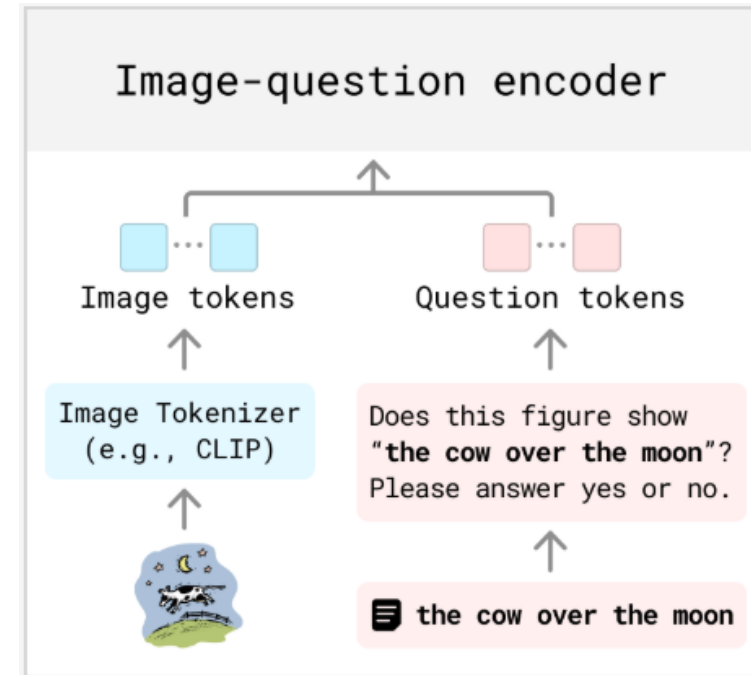 Image-question encoder
Image tokens
Question tokens
Image Tokenizer
(e.g., CLIP)
Does this figure show
“the cow over the moon”?
Please answer yes or no.
the cow over the moon